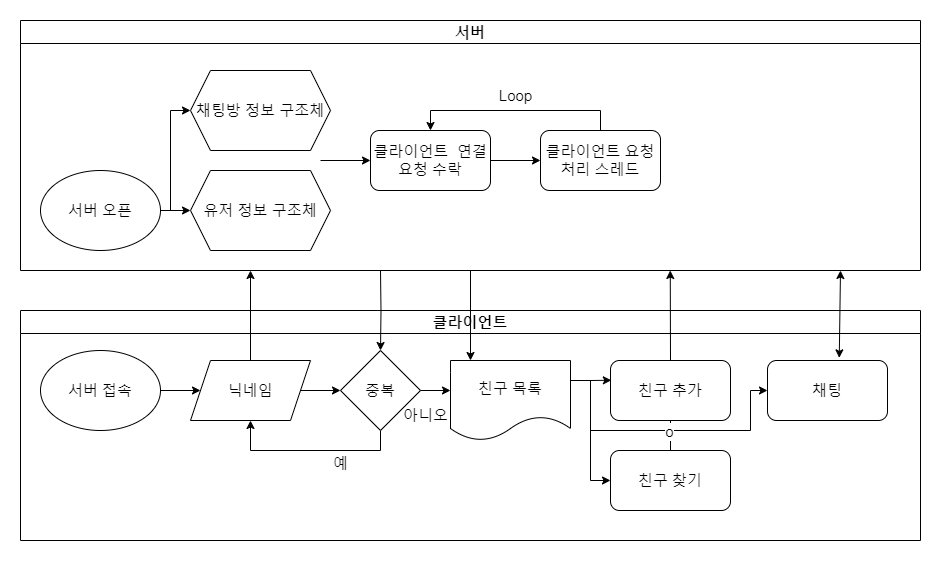 서버
Loop
채팅방 정보 구조체
클라이언트 연결
요청 수락
클라이언트 요청
처리 스레드
서버 오픈
유저 정보 구조체
클라이언트
서버 접속
닉네임
중복
아니오
예
친구 목록
친구 추가
채팅
o
친구 찾기